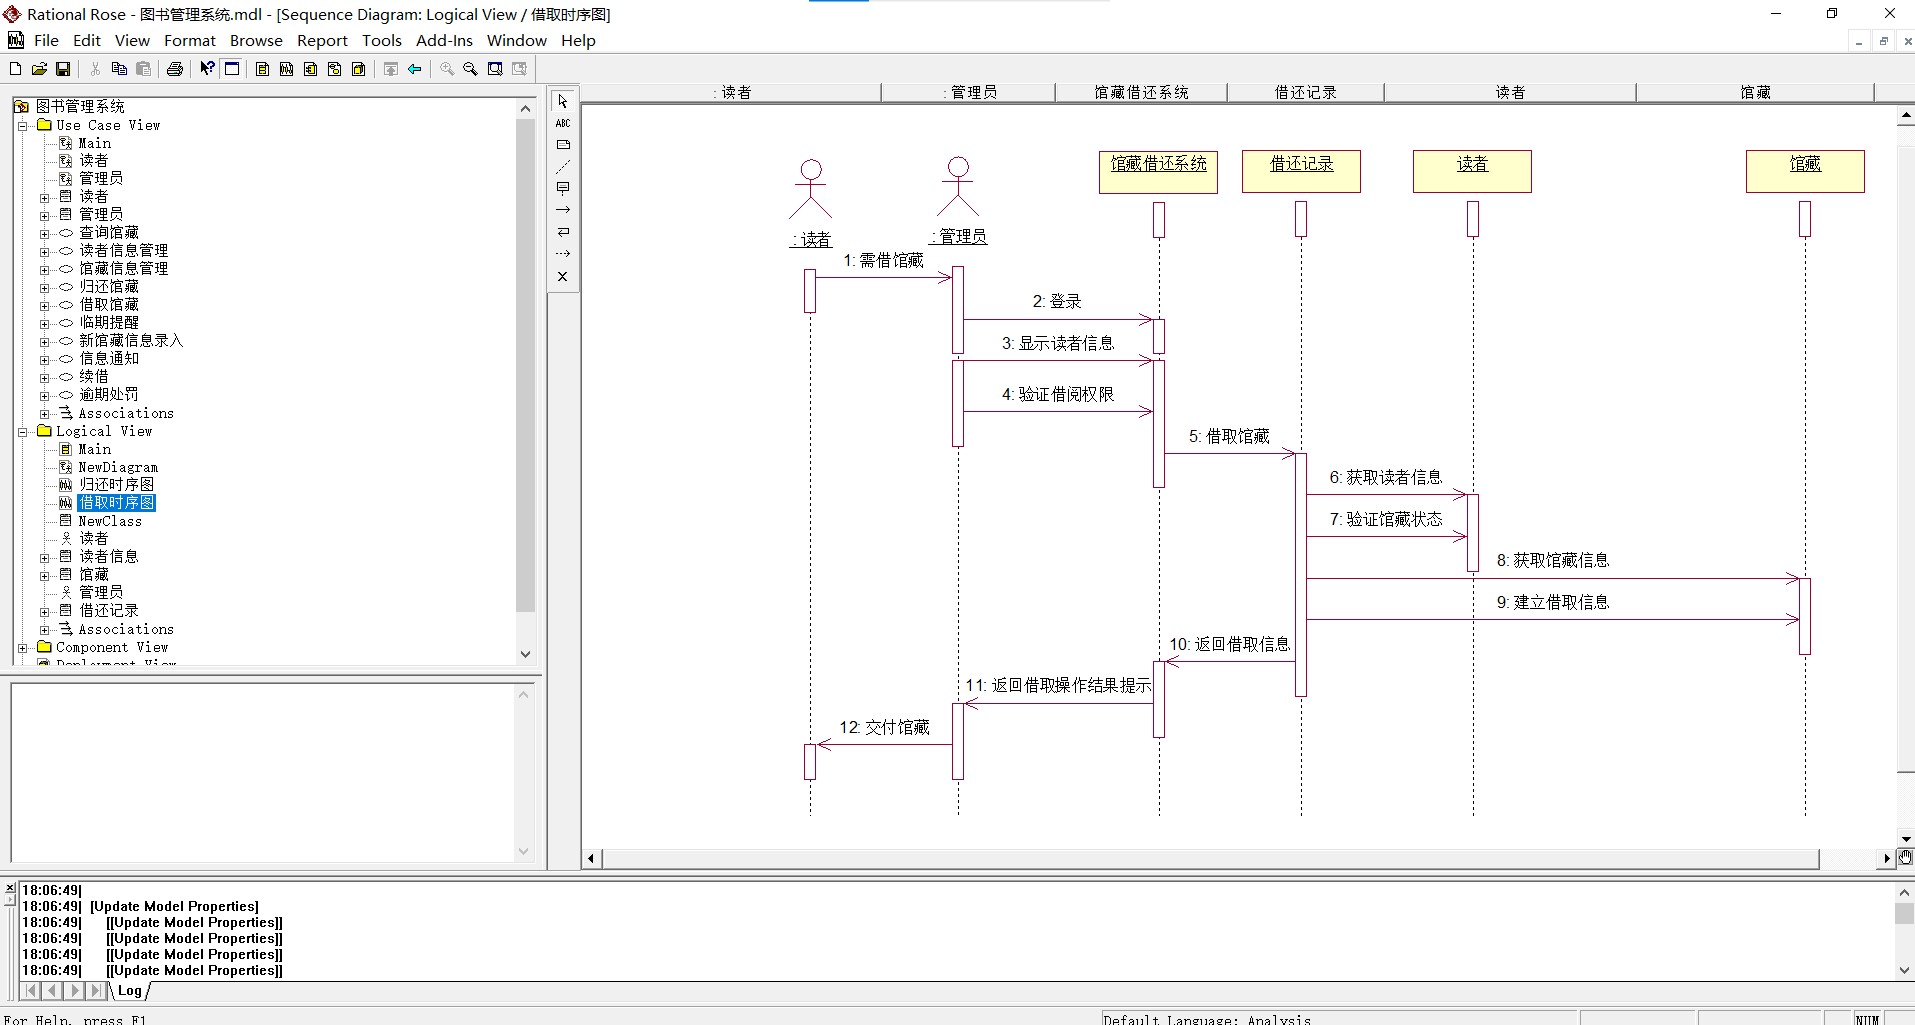 Rational Rose - 图书管理系统.mdl - [Sequence Diagram: Logical View / 借取时序图]
File Edit View Format Browse Report Tools Add-Ins Window Help
图书管理系统
Use Case View
Main
读者
管理员
读者
管理员
查询馆藏
读者信息管理
馆藏信息管理
归还馆藏
借取馆藏
临期提醒
新馆藏信息录入
信息通知
续借
逾期处罚
Associations
Logical View
Main
NewDiagram
归还时序图
借取时序图
NewClass
读者
读者信息
馆藏
管理员
借还记录
Associations
Component View
Deployment View
ABC
: 读者 : 管理员 馆藏借还系统 借还记录 读者 馆藏
馆藏借还系统 借还记录 读者 馆藏
: 读者 : 管理员
1: 需借馆藏
2: 登录
3: 显示读者信息
4: 验证借阅权限
5: 借取馆藏
6: 获取读者信息
7: 验证馆藏状态
8: 获取馆藏信息
9: 建立借取信息
10: 返回借取信息
11: 返回借取操作结果提示
12: 交付馆藏
18:06:49|
18:06:49| [Update Model Properties]
18:06:49| [[Update Model Properties]]
18:06:49| [[Update Model Properties]]
18:06:49| [[Update Model Properties]]
18:06:49| [[Update Model Properties]]
Log
For Help, press F1 Default Language: Analysis NUM